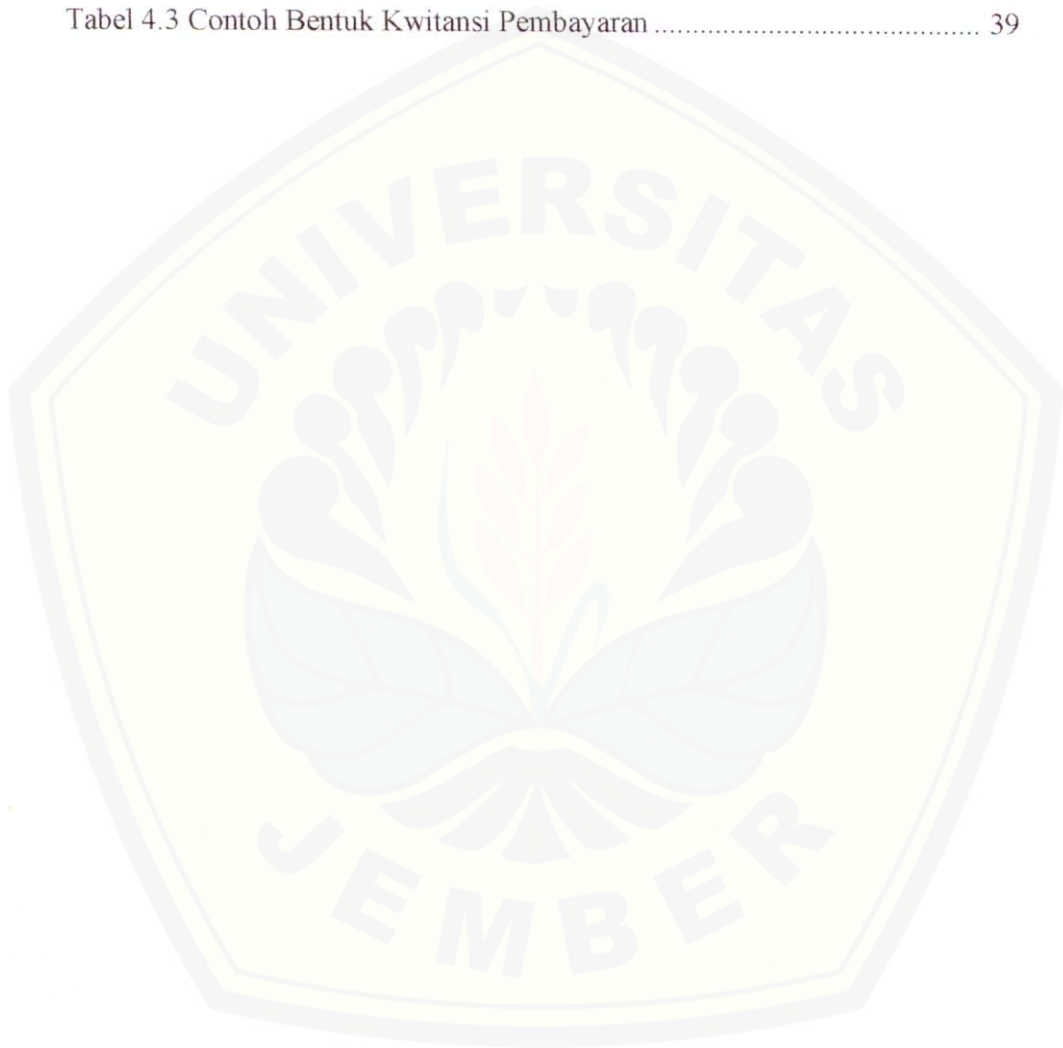 Tabel 4.3 Contoh Bentuk Kwitansi Pembayaran ........................................... 39
UNIVERSITAS
JEMBER